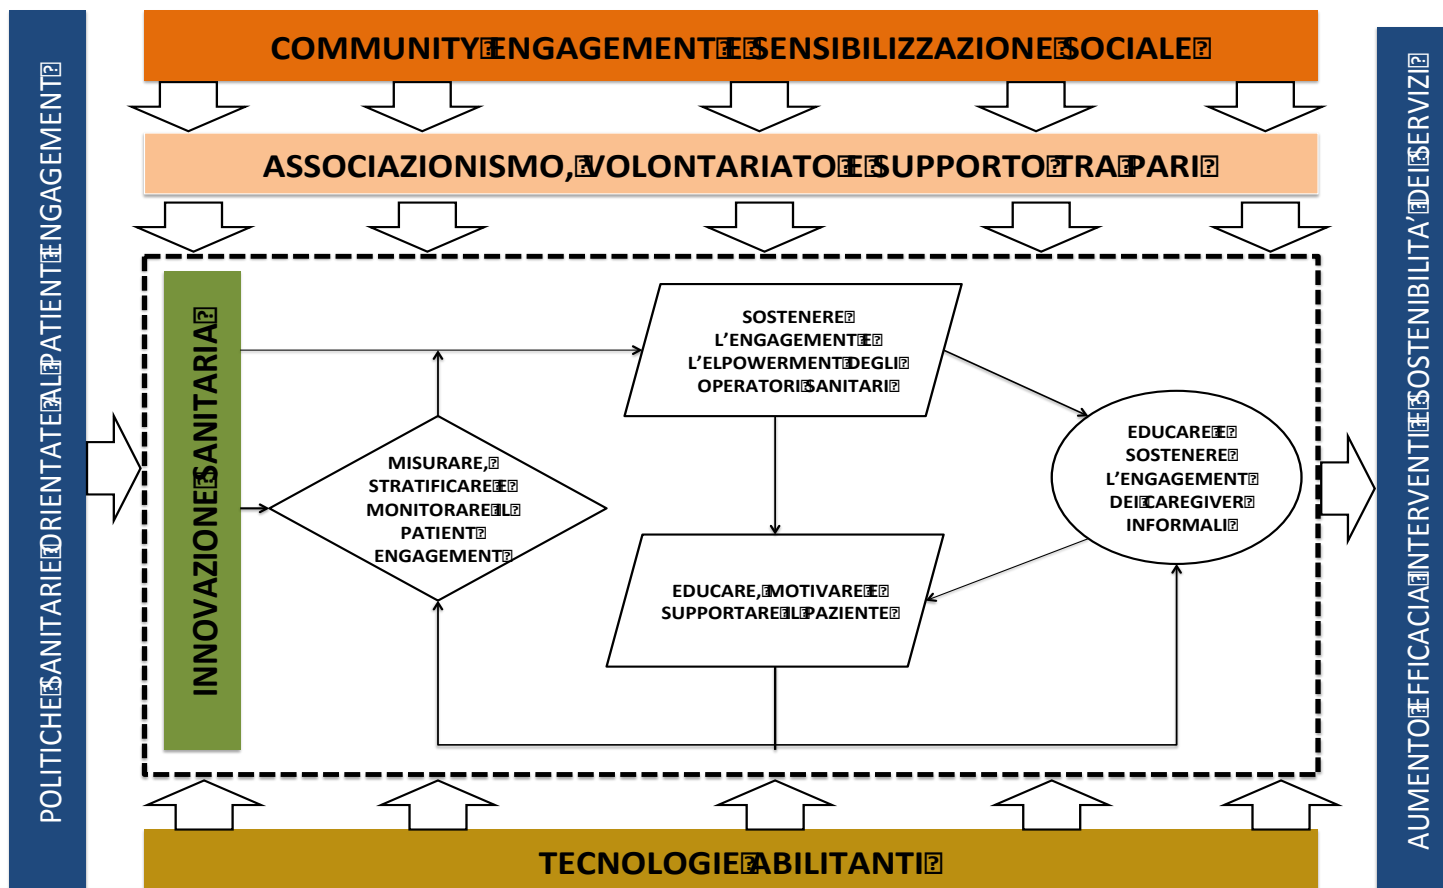 COMMUNITY ENGAGEMENT E SENSIBILIZZAZIONE SOCIALE
ASSOCIAZIONISMO, VOLONTARIATO E SUPPORTO TRA PARI
POLITICHE SANITARIE ORIENTATE AL PATIENT ENGAGEMENT
INNOVAZIONE SANITARIA
SOSTENERE
L'ENGAGEMENT E
L'ELPOWERMENT DEGLI
OPERATORI SANITARI
MISURARE,
STRATIFICARE E
MONITORARE IL
PATIENT
ENGAGEMENT
EDUCARE E
SOSTENERE
L'ENGAGEMENT
DEI CAREGIVER
INFORMALI
EDUCARE, MOTIVARE E
SUPPORTARE IL PAZIENTE
TECNOLOGIE ABILITANTI
AUMENTO EFFICACIA INTERVENTI E SOSTENIBILITA' DEI SERVIZI